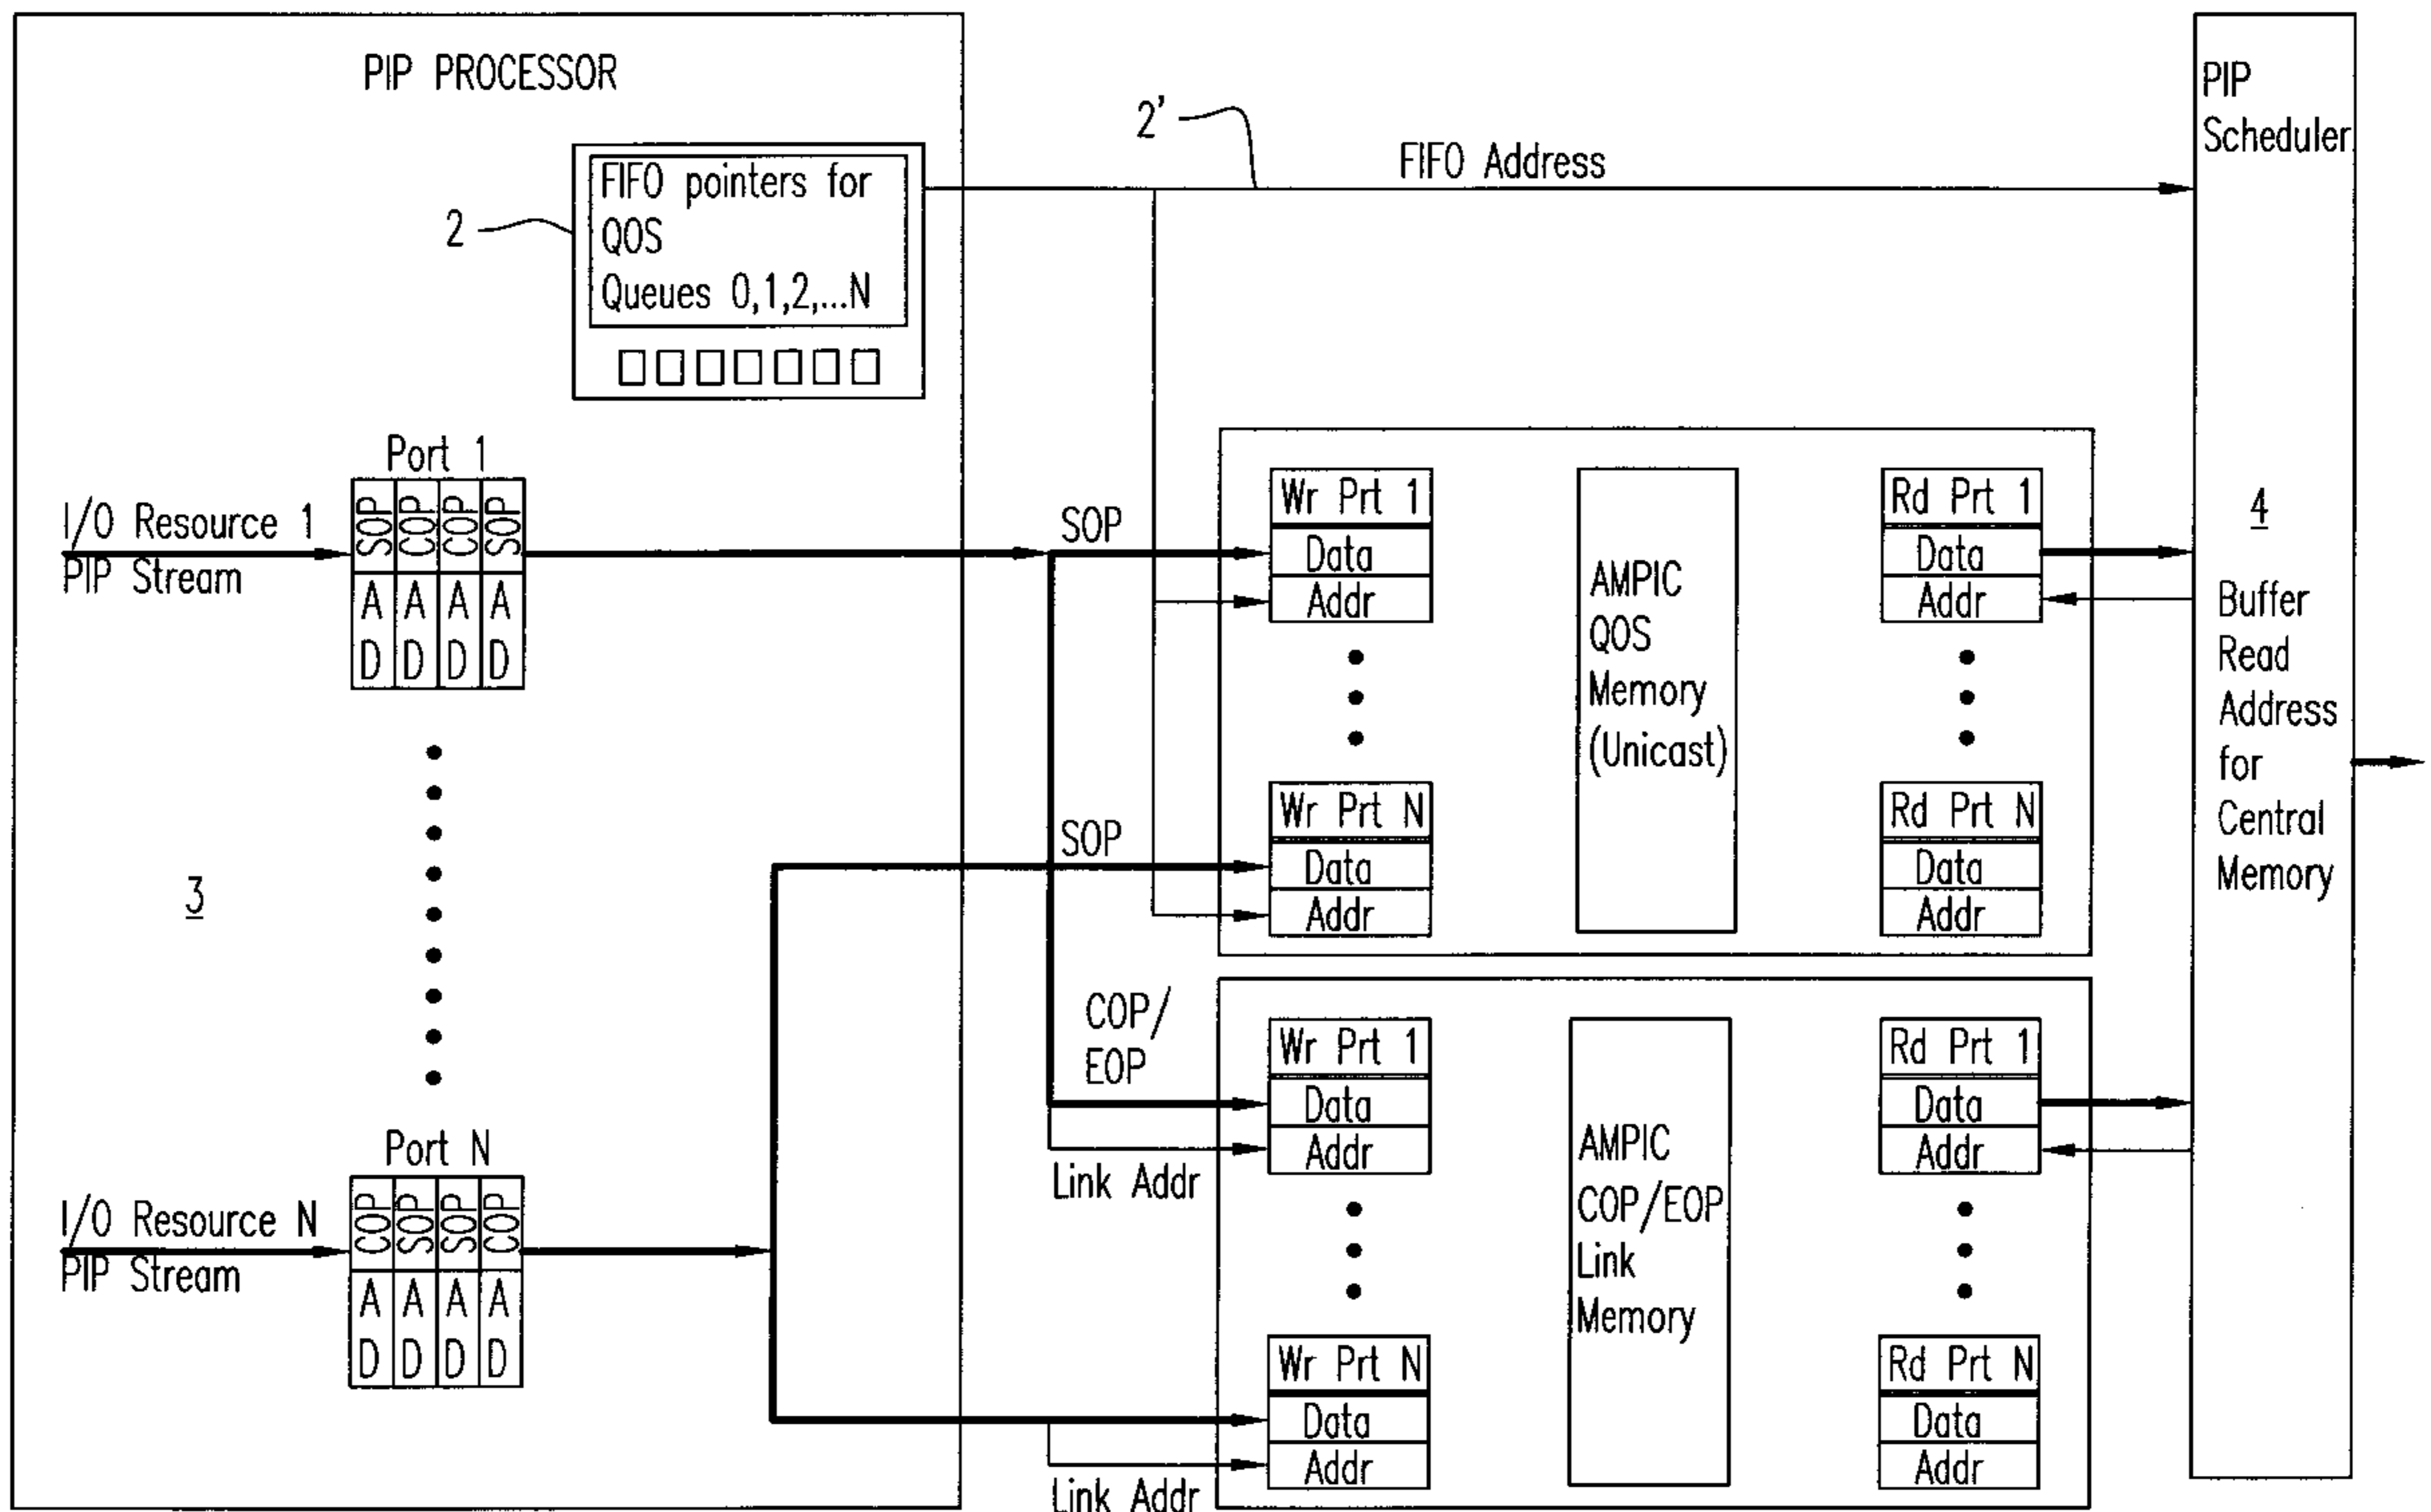 PIP PROCESSOR
2
FIFO pointers for
QOS
Queues 0,1,2,...N
Port 1
I/O Resource 1
PIP Stream
SOP COP COP SOP
A A A A
D D D D
3
Port N
I/O Resource N
PIP Stream
COP SOP SOP COP
A A A A
D D D D
2'
FIFO Address
SOP
SOP
COP/
EOP
Link Addr
Link Addr
Wr Prt 1
Data
Addr
Wr Prt N
Data
Addr
AMPIC
QOS
Memory
(Unicast)
Rd Prt 1
Data
Addr
Rd Prt N
Data
Addr
Wr Prt 1
Data
Addr
Wr Prt N
Data
Addr
AMPIC
COP/EOP
Link
Memory
Rd Prt 1
Data
Addr
Rd Prt N
Data
Addr
PIP
Scheduler
4
Buffer
Read
Address
for
Central
Memory